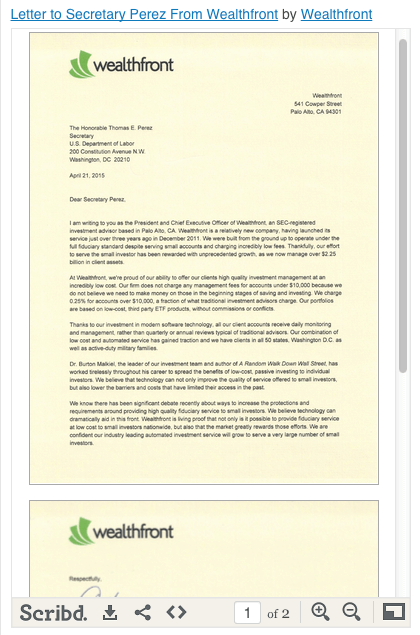 Letter to Secretary Perez From Wealthfront by Wealthfront
wealthfront
Wealthfront
541 Cowper Street
Palo Alto, CA 94301
The Honorable Thomas E. Perez
Secretary
U.S. Department of Labor
200 Constitution Avenue N.W.
Washington, DC 20210
April 21, 2015
Dear Secretary Perez,
I am writing to you as the President and Chief Executive Officer of Wealthfront, an SEC-registered
investment advisor based in Palo Alto, CA. Wealthfront is a relatively new company, having launched its
service just over three years ago in December 2011. We were built from the ground up to operate under the
full fiduciary standard despite serving small accounts and charging incredibly low fees. Thankfully, our effort
to serve the small investor has been rewarded with unprecedented growth, as we now manage over $2.25
billion in client assets.
At Wealthfront, we're proud of our ability to offer our clients high quality investment management at an
incredibly low cost. Our firm does not charge any management fees for accounts under $10,000 because we
do not believe we need to make money on those in the beginning stages of saving and investing. We charge
0.25% for accounts over $10,000, a fraction of what traditional investment advisors charge. Our portfolios
are based on low-cost, third party ETF products, without commissions or conflicts.
Thanks to our investment in modern software technology, all our client accounts receive daily monitoring
and management, rather than quarterly or annual reviews typical of traditional advisors. Our combination of
low cost and automated service has gained traction and we have clients in all 50 states, Washington D.C. as
well as active-duty military families.
Dr. Burton Malkiel, the leader of our investment team and author of A Random Walk Down Wall Street, has
worked tirelessly throughout his career to spread the benefits of low-cost, passive investing to individual
investors. We believe that technology can not only improve the quality of service offered to small investors,
but also lower the barriers and costs that have limited their access in the past.
We know there has been significant debate recently about ways to increase the protections and
requirements around providing high quality fiduciary service to small investors. We believe technology can
dramatically aid in this front. Wealthfront is living proof that not only is it possible to provide fiduciary service
at low cost to small investors nationwide, but also that the market greatly rewards those efforts. We are
confident our industry leading automated investment service will grow to serve a very large number of small
investors.
wealthfront
Respectfully,
Scribd. 1 of 2